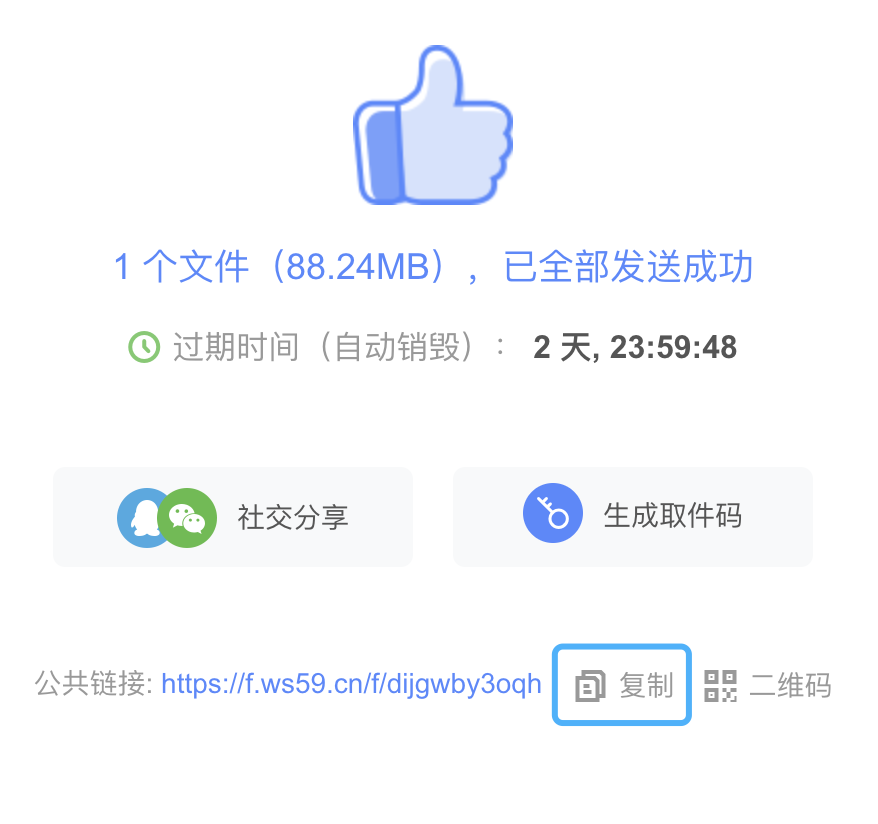 1 个文件（88.24MB），已全部发送成功
过期时间（自动销毁）： 2 天, 23:59:48
社交分享
生成取件码
公共链接: https://f.ws59.cn/f/dijgwby3oqh 复制 二维码